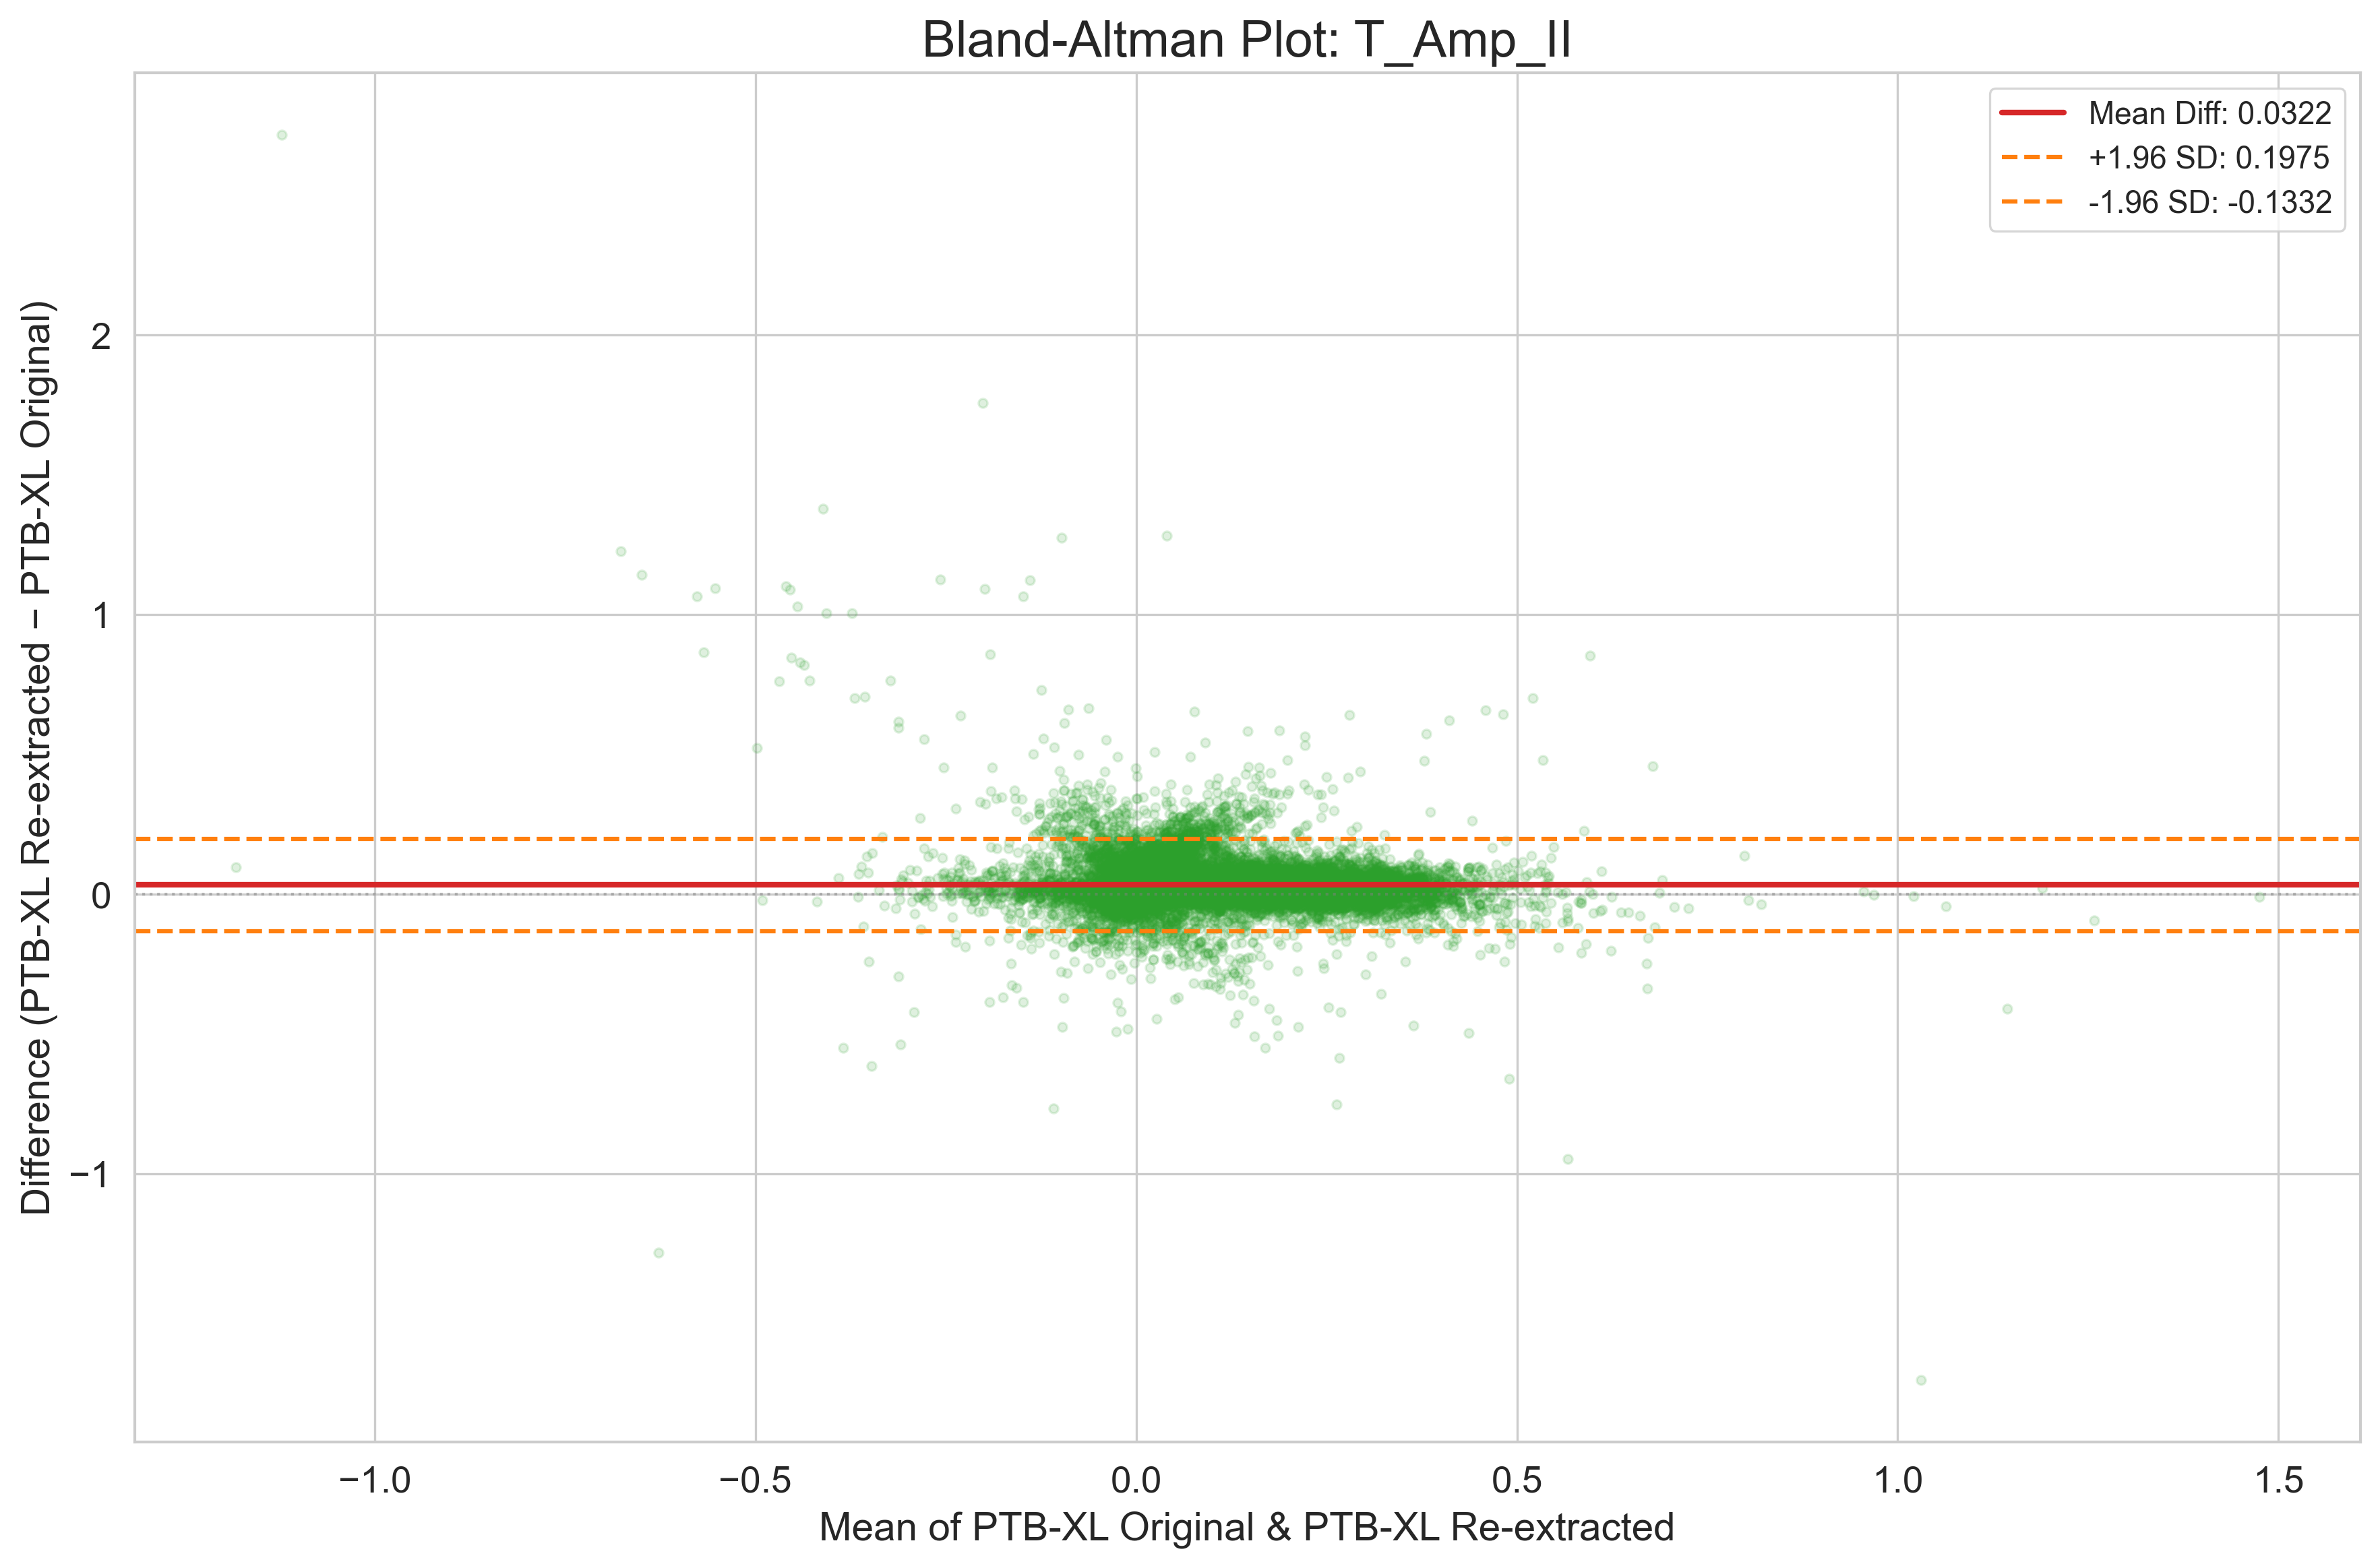 Bland-Altman Plot: T_Amp_II
Mean Diff: 0.0322
+1.96 SD: 0.1975
-1.96 SD: -0.1332
Difference (PTB-XL Re-extracted − PTB-XL Original)
2
1
0
−1
−1.0
−0.5
0.0
0.5
1.0
1.5
Mean of PTB-XL Original & PTB-XL Re-extracted